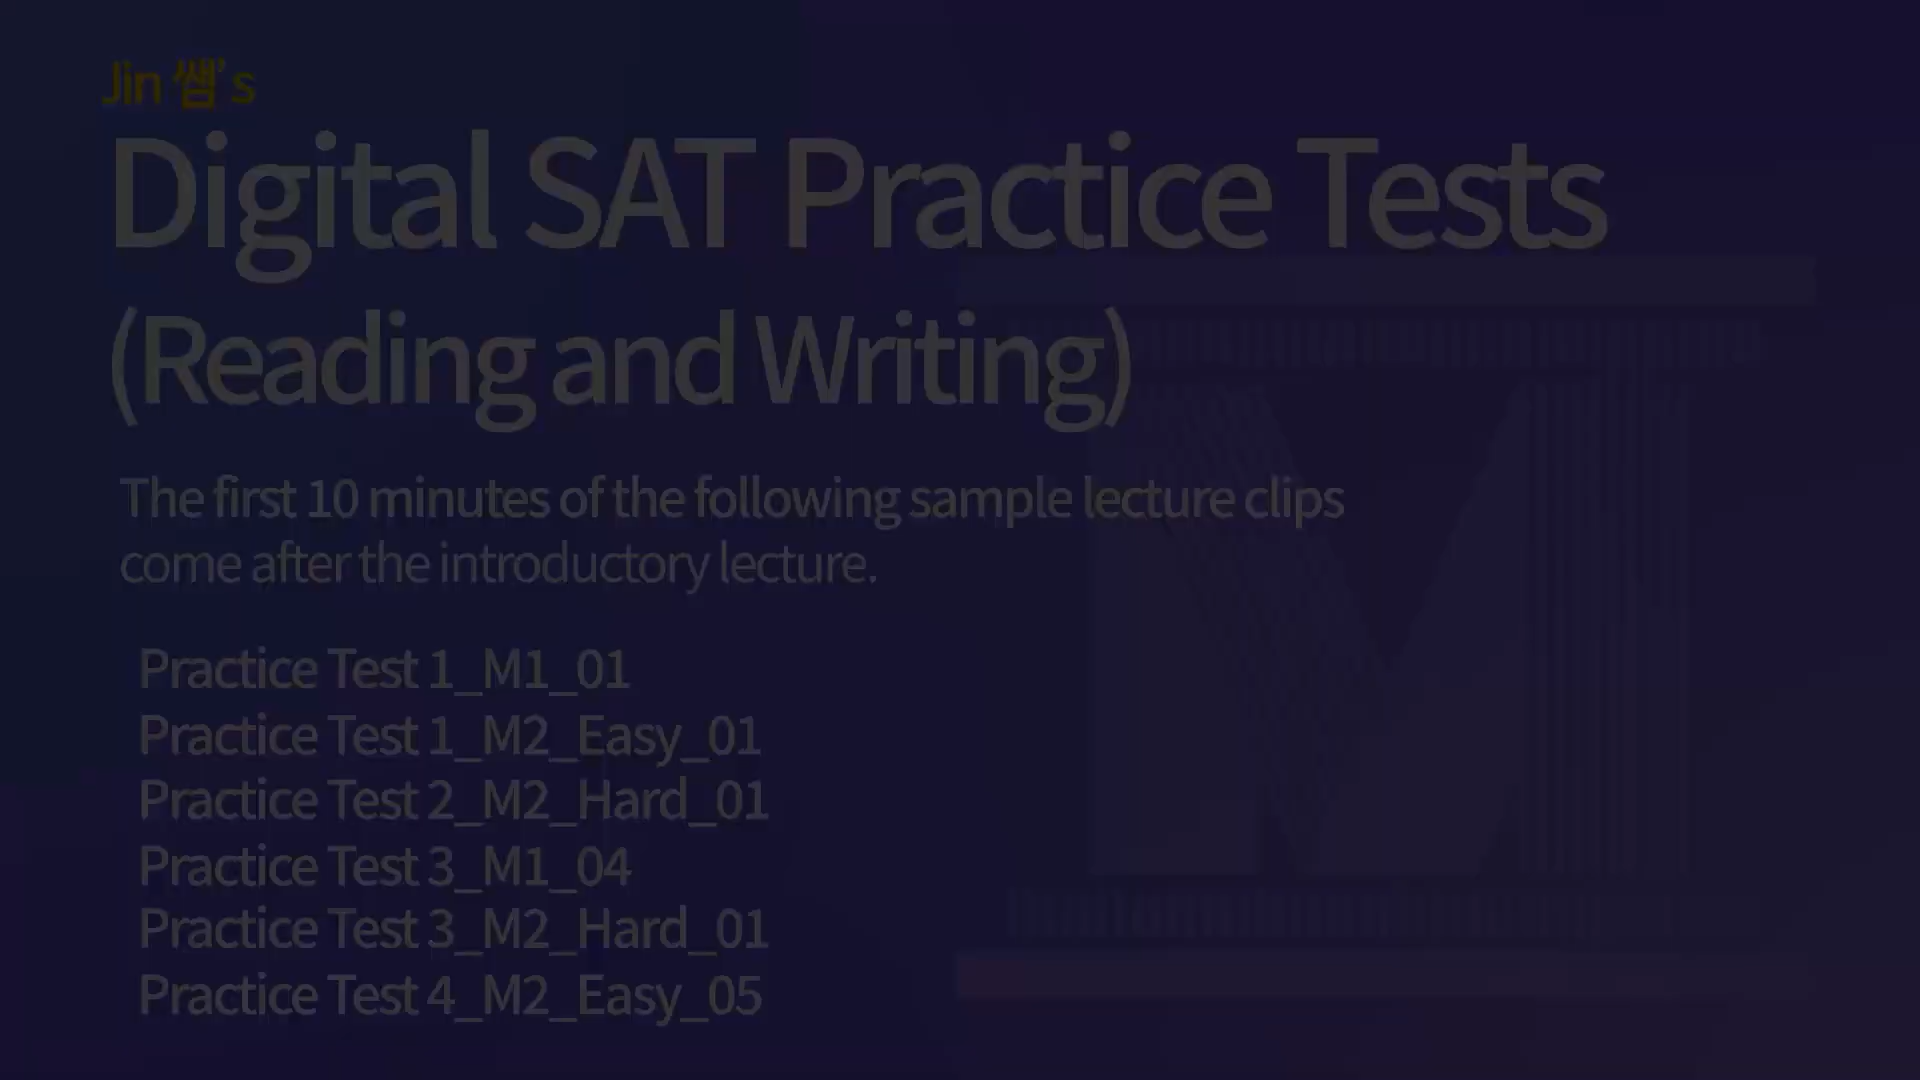 Jin 쌤's
Digital SAT Practice Tests
(Reading and Writing)
The first 10 minutes of the following sample lecture clips
come after the introductory lecture.
Practice Test 1_M1_01
Practice Test 1_M2_Easy_01
Practice Test 2_M2_Hard_01
Practice Test 3_M1_04
Practice Test 3_M2_Hard_01
Practice Test 4_M2_Easy_05